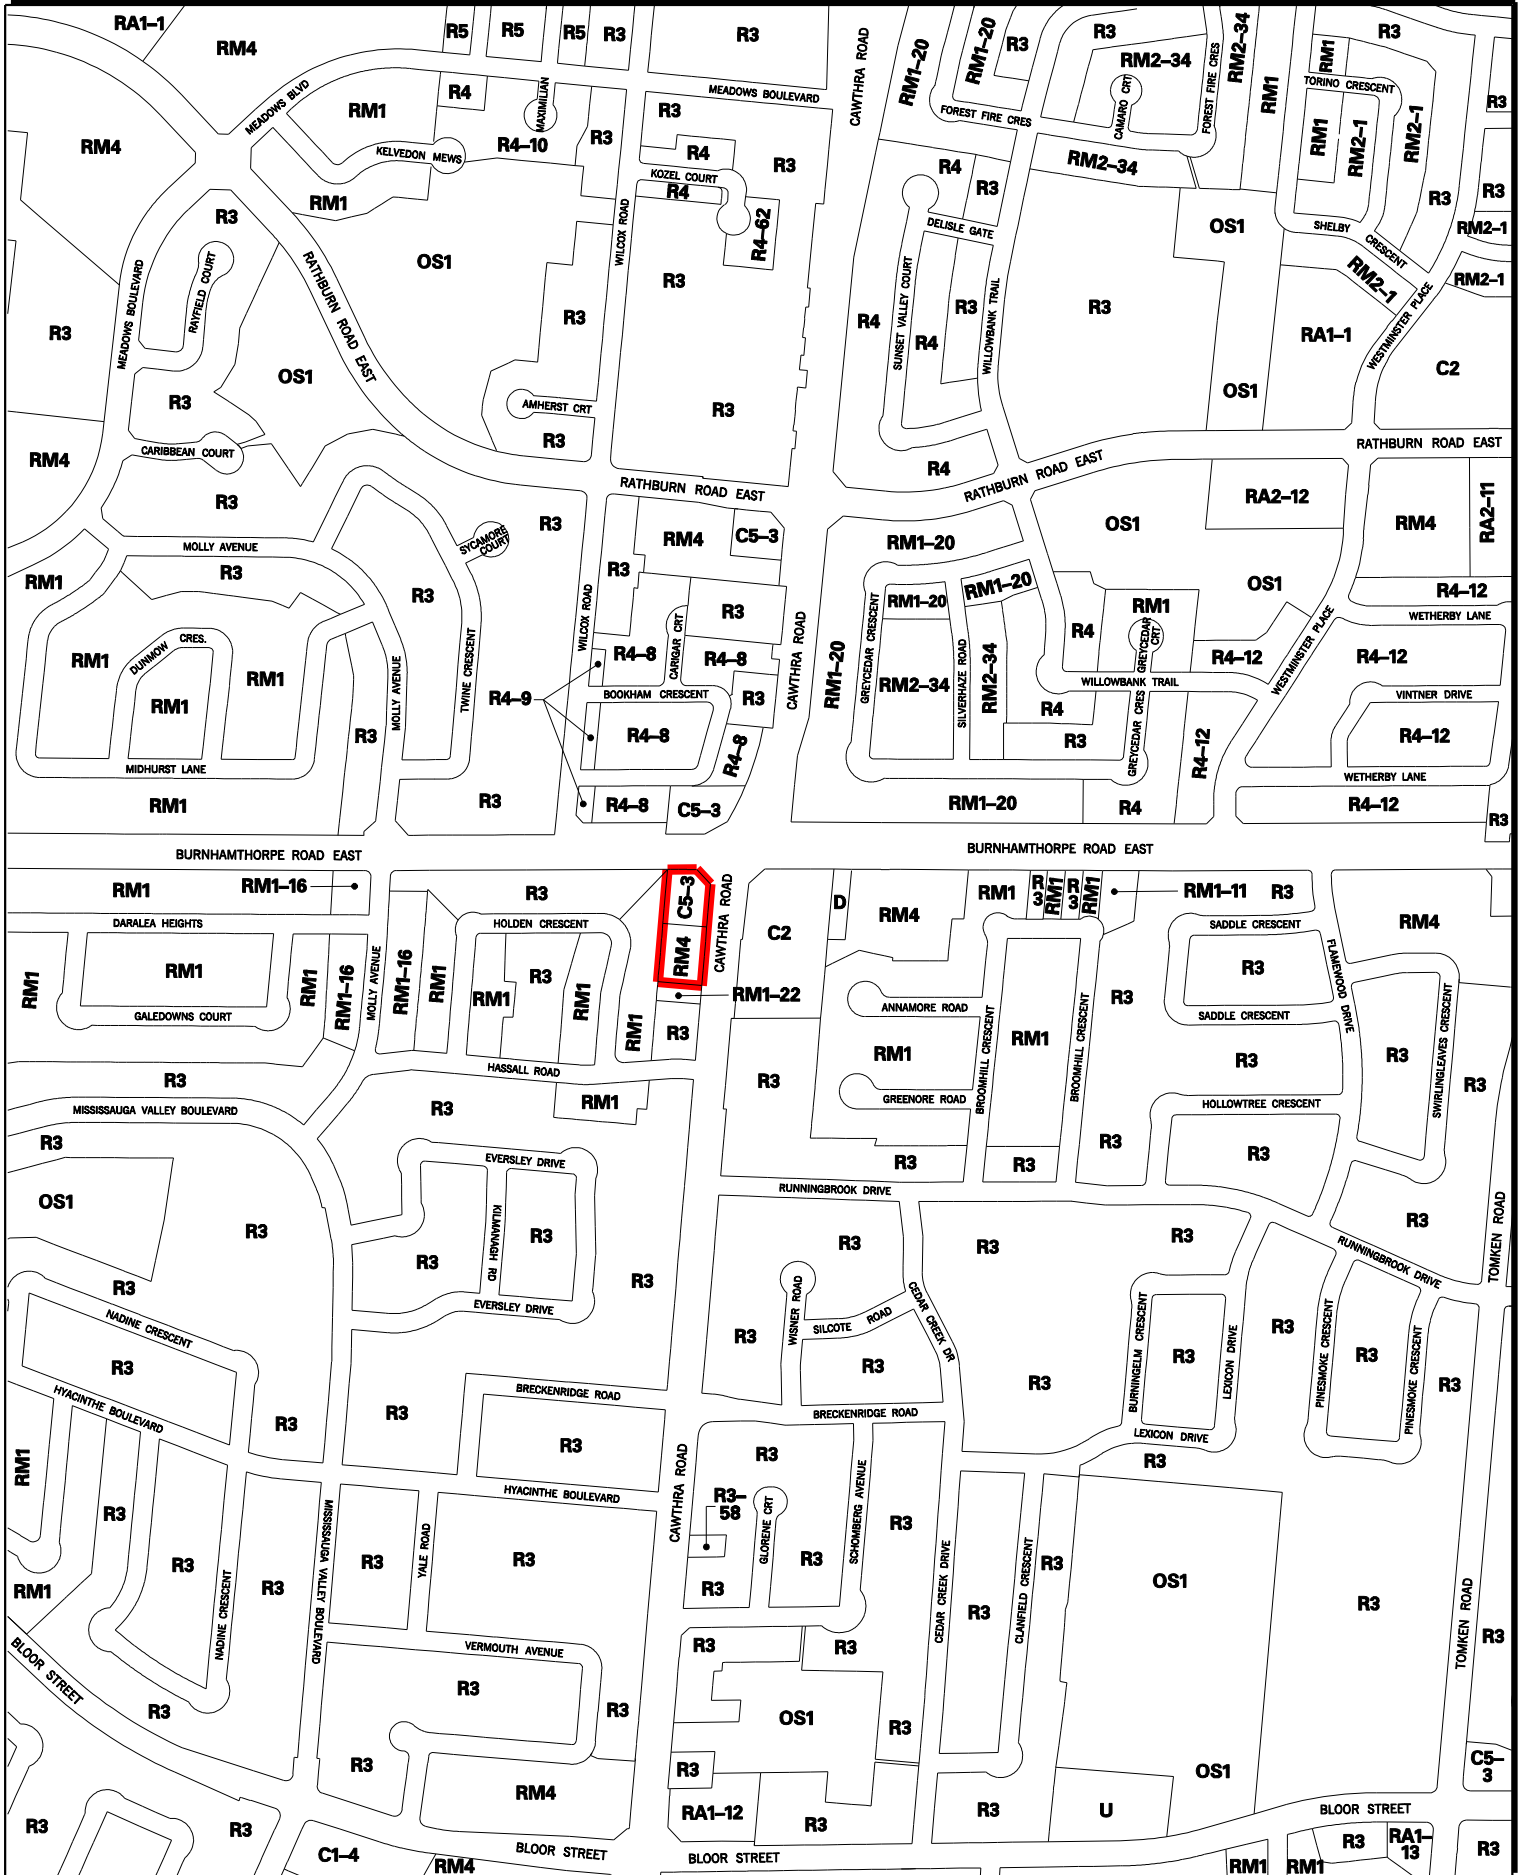 RA1–1
RM4
R5
R5
R5
R3
R3
CAWTHRA ROAD
RM1–20
RM1–20
R3
R3
RM2–34
RM2–34
RM1
RM1
R3
TORINO CRESCENT
R3
MEADOWS BLVD
RM1
R4
MAXIMILIAN
R4–10
R3
MEADOWS BOULEVARD
R3
R4
R3
FOREST FIRE CRES
CAMARO CRT
FOREST FIRE CRES
RM1
RM2–1
RM2–1
RM4
KELVEDON MEWS
KOZEL COURT
R4
R4–62
R4
R3
RM2–34
R3
R3
RM1
R3
WILCOX ROAD
DELISLE GATE
OS1
SHELBY
CRESCENT
RM2–1
RM2–1
RM2–1
MEADOWS BOULEVARD
RAYFIELD COURT
RATHBURN ROAD EAST
OS1
R3
R3
R3
R4
SUNSET VALLEY COURT
R4
R3
WILLOWBANK TRAIL
R3
RA1–1
WESTMINSTER PLACE
C2
OS1
R3
AMHERST CRT
R3
R3
OS1
RM4
CARIBBEAN COURT
R3
RATHBURN ROAD EAST
R4
RATHBURN ROAD EAST
RATHBURN ROAD EAST
SYCAMORE
COURT
R3
RM4
C5–3
RM1–20
OS1
RA2–12
RM4
RA2–11
MOLLY AVENUE
R3
RM1
R3
R3
WILCOX ROAD
R3
RM1–20
RM1–20
RM1
OS1
R4–12
WETHERBY LANE
RM1
DUNMOW
CRES.
RM1
RM1
MOLLY AVENUE
TWINE CRESCENT
R4–8
CARIGAR CRT
R4–8
CAWTHRA ROAD
RM1–20
GREYCEDAR CRESCENT
RM2–34
SILVERHAZE ROAD
RM2–34
R4
GREYCEDAR
CRT
R4–12
WESTMINSTER PLACE
R4–12
R4–9
BOOKHAM CRESCENT
R3
WILLOWBANK TRAIL
VINTNER DRIVE
R3
R4–8
R4–8
R4
R3
GREYCEDAR CRES
R4–12
R4–12
MIDHURST LANE
WETHERBY LANE
RM1
R3
R4–8
C5–3
RM1–20
R4
R4–12
R3
BURNHAMTHORPE ROAD EAST
BURNHAMTHORPE ROAD EAST
RM1
RM1–16
R3
C5–3
CAWTHRA ROAD
D
RM4
RM1
R
3
RM1
R
3
RM1
RM1–11
R3
RM4
DARALEA HEIGHTS
HOLDEN CRESCENT
C2
SADDLE CRESCENT
RM1
RM1
RM1
RM1–16
MOLLY AVENUE
RM1–16
RM1
RM1
R3
RM1
RM1
RM4
RM1–22
R3
ANNAMORE ROAD
R3
R3
FLAMEWOOD DRIVE
SWIRLINGLEAVES CRESCENT
GALEDOWNS COURT
SADDLE CRESCENT
RM1
BROOMHILL CRESCENT
RM1
BROOMHILL CRESCENT
R3
R3
R3
R3
HASSALL ROAD
R3
GREENORE ROAD
HOLLOWTREE CRESCENT
MISSISSAUGA VALLEY BOULEVARD
R3
RM1
R3
R3
R3
EVERSLEY DRIVE
R3
R3
OS1
RUNNINGBROOK DRIVE
R3
KILMANAGH RD
R3
R3
R3
R3
R3
R3
R3
RUNNINGBROOK DRIVE
TOMKEN ROAD
R3
R3
EVERSLEY DRIVE
WISNER ROAD
SILCOTE ROAD
CEDAR CREEK DR
BURNINGELM CRESCENT
NADINE CRESCENT
R3
R3
R3
R3
R3
LEXICON DRIVE
R3
PINESMOKE CRESCENT
R3
PINESMOKE CRESCENT
R3
HYACINTHE BOULEVARD
R3
R3
BRECKENRIDGE ROAD
BRECKENRIDGE ROAD
LEXICON DRIVE
RM1
R3
R3
R3
HYACINTHE BOULEVARD
CAWTHRA ROAD
R3–
58
GLORENE CRT
SCHOMBERG AVENUE
R3
R3
R3
NADINE CRESCENT
R3
MISSISSAUGA VALLEY BOULEVARD
R3
YALE ROAD
R3
R3
R3
CEDAR CREEK DRIVE
R3
CLANFIELD CRESCENT
R3
OS1
R3
TOMKEN ROAD
R3
RM1
BLOOR STREET
VERMOUTH AVENUE
R3
R3
R3
R3
R3
OS1
R3
R3
R3
RM4
RA1–12
R3
R3
U
OS1
C5–
3
BLOOR STREET
R3
R3
C1–4
RM4
BLOOR STREET
BLOOR STREET
RM1
RM1
R3
RA1–
13
R3